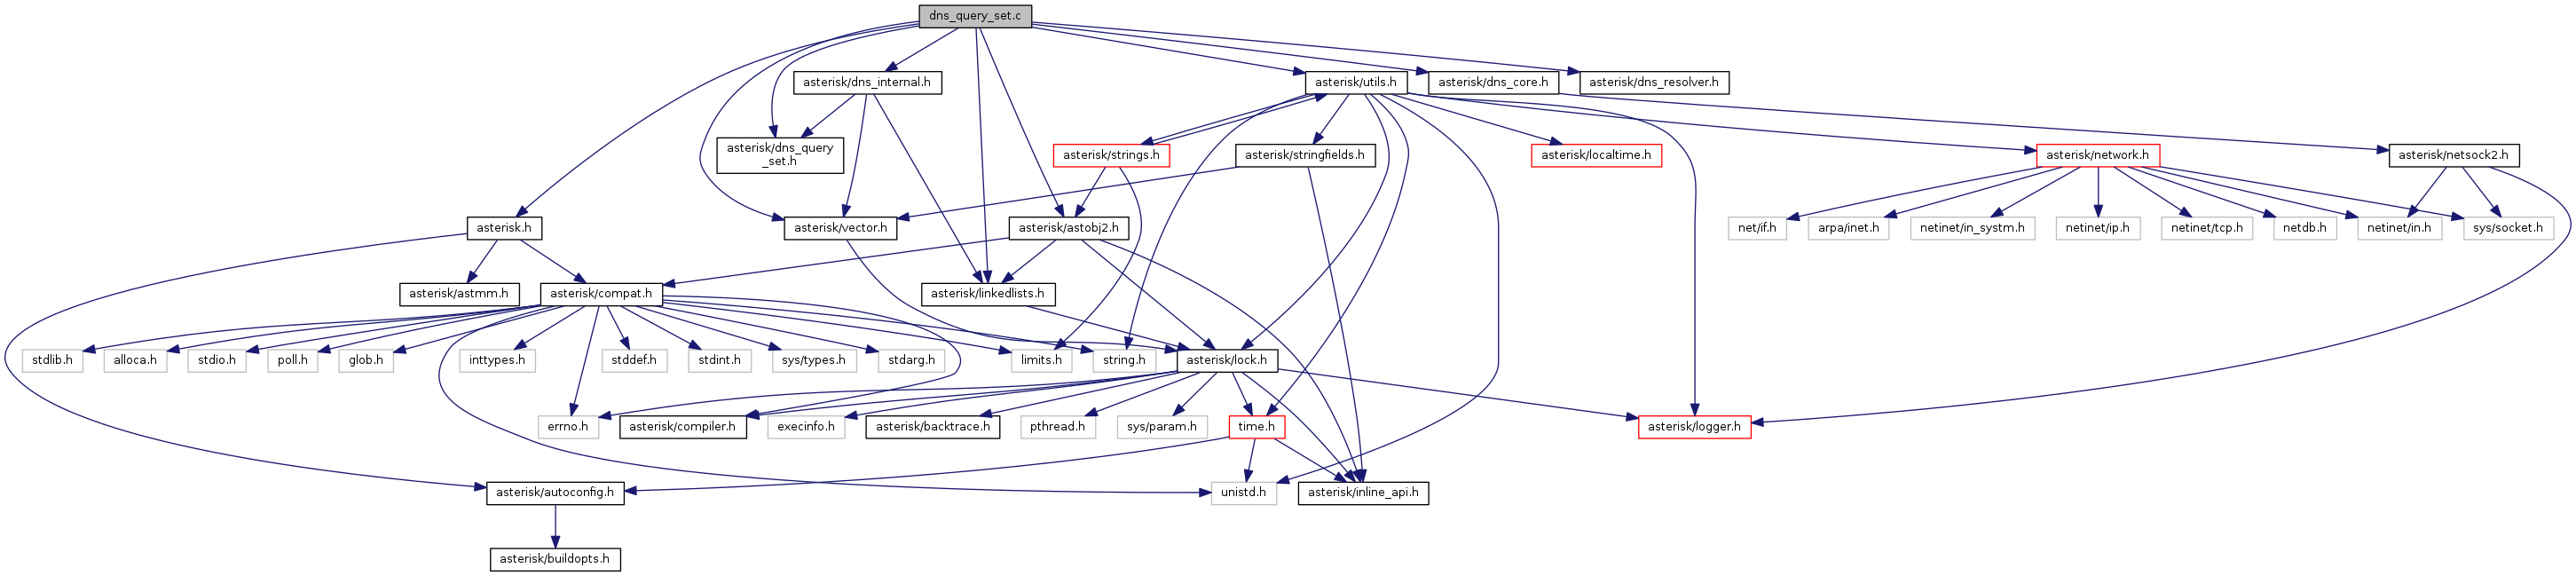 dns_query_set.c
asterisk/dns_internal.h
asterisk/utils.h
asterisk/dns_core.h
asterisk/dns_resolver.h
asterisk/dns_query
_set.h
asterisk/strings.h
asterisk/stringfields.h
asterisk/localtime.h
asterisk/network.h
asterisk/netsock2.h
asterisk.h
asterisk/vector.h
asterisk/astobj2.h
net/if.h
arpa/inet.h
netinet/in_systm.h
netinet/ip.h
netinet/tcp.h
netdb.h
netinet/in.h
sys/socket.h
asterisk/astmm.h
asterisk/compat.h
asterisk/linkedlists.h
stdlib.h
alloca.h
stdio.h
poll.h
glob.h
inttypes.h
stddef.h
stdint.h
sys/types.h
stdarg.h
limits.h
string.h
asterisk/lock.h
errno.h
asterisk/compiler.h
execinfo.h
asterisk/backtrace.h
pthread.h
sys/param.h
time.h
asterisk/logger.h
asterisk/autoconfig.h
unistd.h
asterisk/inline_api.h
asterisk/buildopts.h